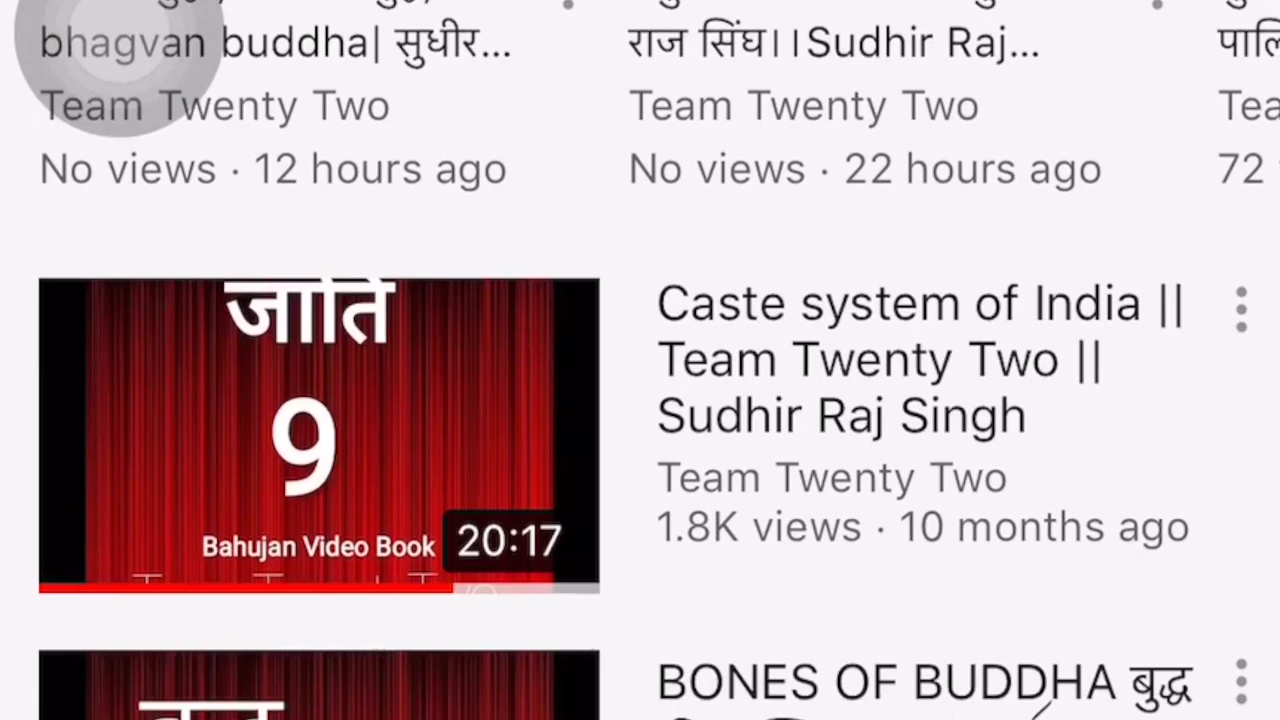 bhagvan buddha| सुधीर...
Team Twenty Two
No views · 12 hours ago
राज सिंघ।।Sudhir Raj...
Team Twenty Two
No views · 22 hours ago
72
जाति
9
Bahujan Video Book
20:17
Caste system of India ||
Team Twenty Two ||
Sudhir Raj Singh
Team Twenty Two
1.8K views · 10 months ago
BONES OF BUDDHA बुद्ध